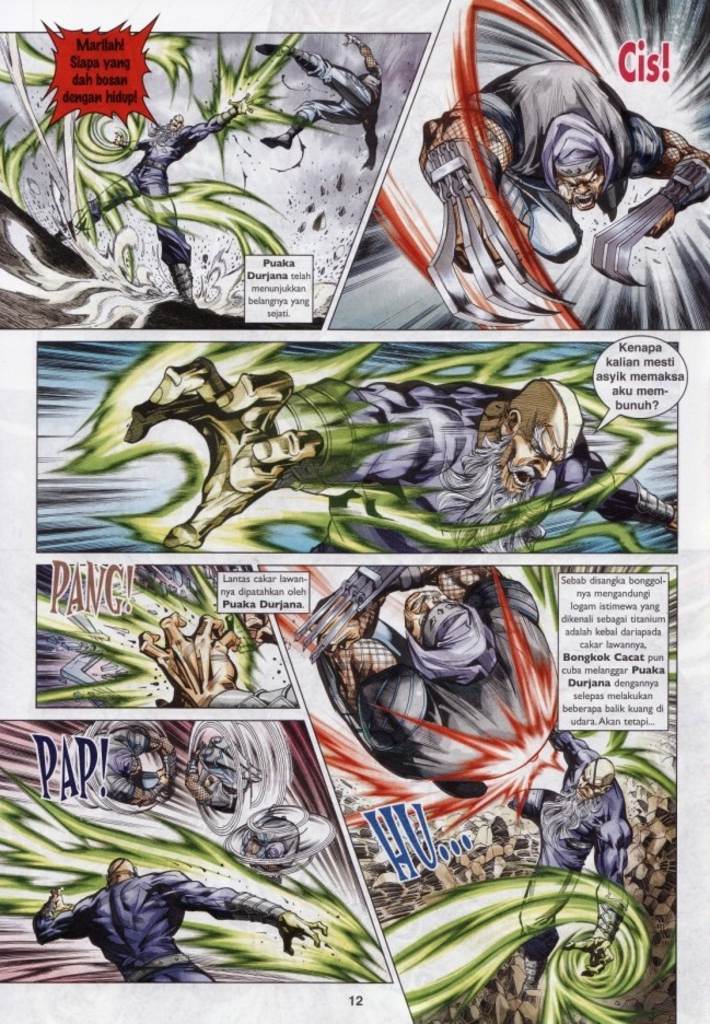 Marilah!
Siapa yang
dah bosan
dengan hidup!
Puaka
Durjana telah
menunjukkan
belangnya yang
sejati.
Cis!
Kenapa
kalian mesti
asyik memaksa
aku mem-
bunuh?
PANG!
Lantas cakar lawan-
nya dipatahkan oleh
Puaka Durjana.
Sebab disangka bonggol-
nya mengandungi
logam istimewa yang
dikenali sebagai titanium
adalah kebal daripada
cakar lawannya,
Bongkok Cacat pun
cuba melanggar Puaka
Durjana dengannya
selepas melakukan
beberapa balik kuang di
udara. Akan tetapi...
PAP!
HU...
12